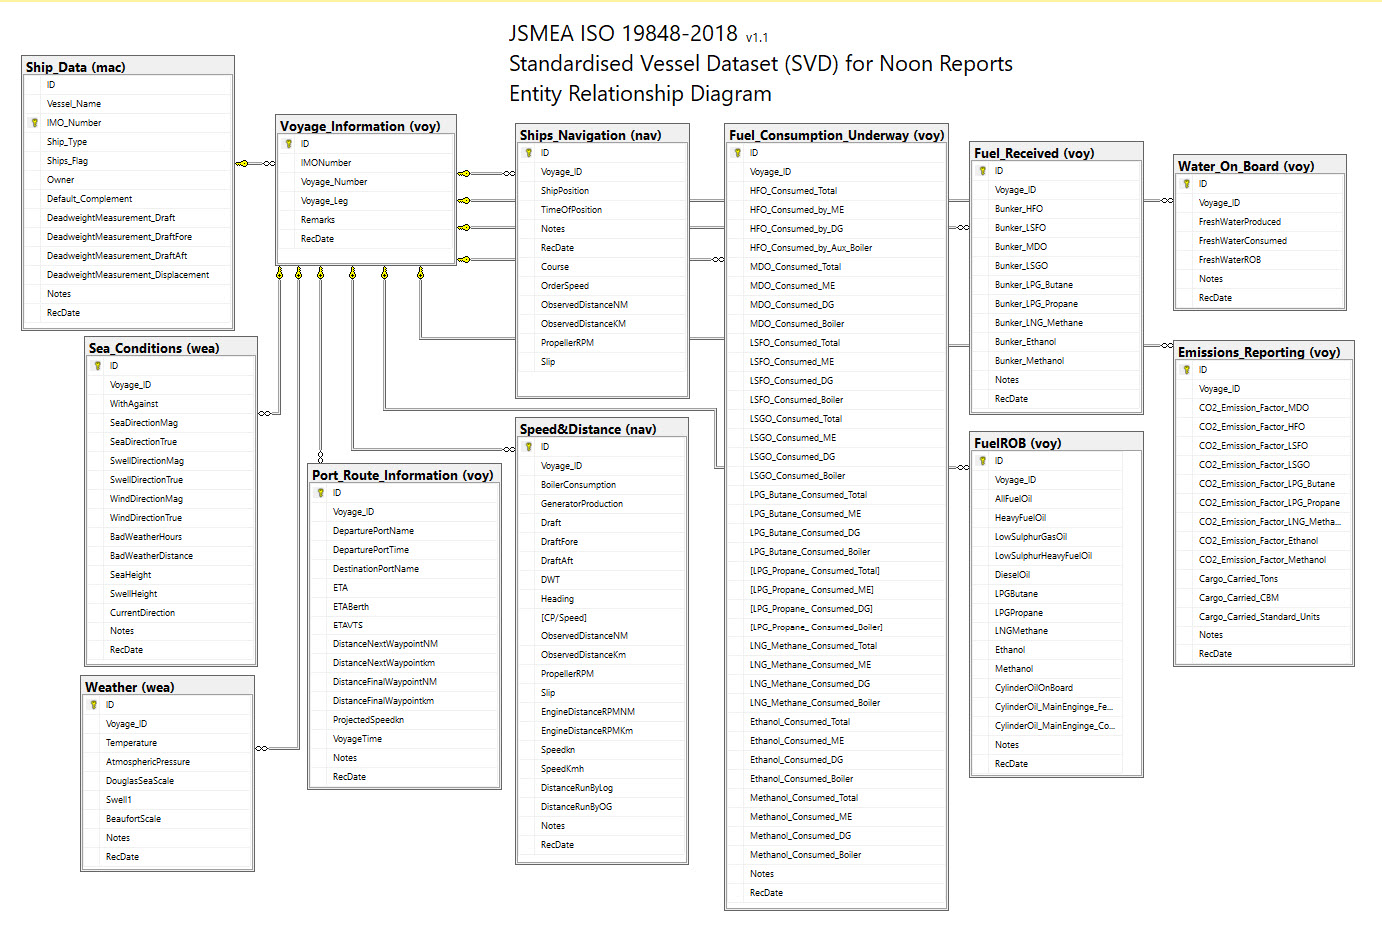 JSMEA ISO 19848-2018 v1.1
Standardised Vessel Dataset (SVD) for Noon Reports
Entity Relationship Diagram
Ship_Data (mac)
ID
Vessel_Name
IMO_Number
Ship_Type
Ships_Flag
Owner
Default_Complement
DeadweightMeasurement_Draft
DeadweightMeasurement_DraftFore
DeadweightMeasurement_DraftAft
DeadweightMeasurement_Displacement
Notes
RecDate
Voyage_Information (voy)
ID
IMONumber
Voyage_Number
Voyage_Leg
Remarks
RecDate
Ships_Navigation (nav)
ID
Voyage_ID
ShipPosition
TimeOfPosition
Notes
RecDate
Course
OrderSpeed
ObservedDistanceNM
ObservedDistanceKM
PropellerRPM
Slip
Fuel_Consumption_Underway (voy)
ID
Voyage_ID
HFO_Consumed_Total
HFO_Consumed_by_ME
HFO_Consumed_by_DG
HFO_Consumed_by_Aux_Boiler
MDO_Consumed_Total
MDO_Consumed_ME
MDO_Consumed_DG
MDO_Consumed_Boiler
LSFO_Consumed_Total
LSFO_Consumed_ME
LSFO_Consumed_DG
LSFO_Consumed_Boiler
LSGO_Consumed_Total
LSGO_Consumed_ME
LSGO_Consumed_DG
LSGO_Consumed_Boiler
LPG_Butane_Consumed_Total
LPG_Butane_Consumed_ME
LPG_Butane_Consumed_DG
LPG_Butane_Consumed_Boiler
[LPG_Propane_ Consumed_Total]
[LPG_Propane_ Consumed_ME]
[LPG_Propane_ Consumed_DG]
[LPG_Propane_ Consumed_Boiler]
LNG_Methane_Consumed_Total
LNG_Methane_Consumed_ME
LNG_Methane_Consumed_DG
LNG_Methane_Consumed_Boiler
Ethanol_Consumed_Total
Ethanol_Consumed_ME
Ethanol_Consumed_DG
Ethanol_Consumed_Boiler
Methanol_Consumed_Total
Methanol_Consumed_ME
Methanol_Consumed_DG
Methanol_Consumed_Boiler
Notes
RecDate
Fuel_Received (voy)
ID
Voyage_ID
Bunker_HFO
Bunker_LSFO
Bunker_MDO
Bunker_LSGO
Bunker_LPG_Butane
Bunker_LPG_Propane
Bunker_LNG_Methane
Bunker_Ethanol
Bunker_Methanol
Notes
RecDate
Water_On_Board (voy)
ID
Voyage_ID
FreshWaterProduced
FreshWaterConsumed
FreshWaterROB
Notes
RecDate
Sea_Conditions (wea)
ID
Voyage_ID
WithAgainst
SeaDirectionMag
SeaDirectionTrue
SwellDirectionMag
SwellDirectionTrue
WindDirectionMag
WindDirectionTrue
BadWeatherHours
BadWeatherDistance
SeaHeight
SwellHeight
CurrentDirection
Notes
RecDate
Port_Route_Information (voy)
ID
Voyage_ID
DeparturePortName
DeparturePortTime
DestinationPortName
ETA
ETABerth
ETAVTS
DistanceNextWaypointNM
DistanceNextWaypointkm
DistanceFinalWaypointNM
DistanceFinalWaypointkm
ProjectedSpeedkn
VoyageTime
Notes
RecDate
Speed&Distance (nav)
ID
Voyage_ID
BoilerConsumption
GeneratorProduction
Draft
DraftFore
DraftAft
DWT
Heading
[CP/Speed]
ObservedDistanceNM
ObservedDistanceKm
PropellerRPM
Slip
EngineDistanceRPMNM
EngineDistanceRPMKm
Speedkn
SpeedKmh
DistanceRunByLog
DistanceRunByOG
Notes
RecDate
FuelROB (voy)
ID
Voyage_ID
AllFuelOil
HeavyFuelOil
LowSulphurGasOil
LowSulphurHeavyFuelOil
DieselOil
LPGButane
LPGPropane
LNGMethane
Ethanol
Methanol
CylinderOilOnBoard
CylinderOil_MainEnginge_Fe...
CylinderOil_MainEnginge_Co...
Notes
RecDate
Emissions_Reporting (voy)
ID
Voyage_ID
CO2_Emission_Factor_MDO
CO2_Emission_Factor_HFO
CO2_Emission_Factor_LSFO
CO2_Emission_Factor_LSGO
CO2_Emission_Factor_LPG_Butane
CO2_Emission_Factor_LPG_Propane
CO2_Emission_Factor_LNG_Metha...
CO2_Emission_Factor_Ethanol
CO2_Emission_Factor_Methanol
Cargo_Carried_Tons
Cargo_Carried_CBM
Cargo_Carried_Standard_Units
Notes
RecDate
Weather (wea)
ID
Voyage_ID
Temperature
AtmosphericPressure
DouglasSeaScale
Swell1
BeaufortScale
Notes
RecDate